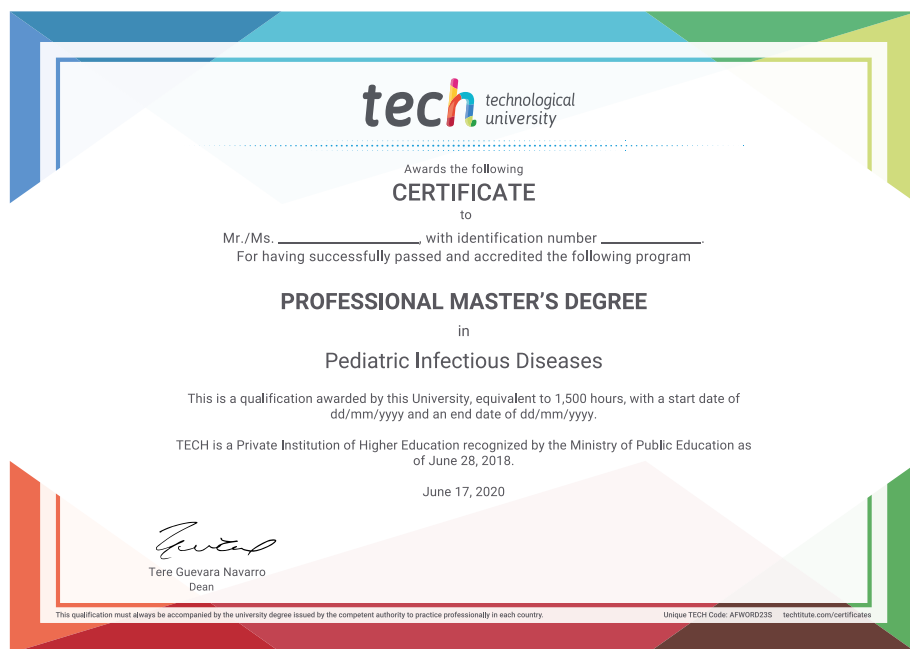 tech technological
university
Awards the following
CERTIFICATE
to
Mr./Ms. ____________________, with identification number ______________.
For having successfully passed and accredited the following program
PROFESSIONAL MASTER'S DEGREE
in
Pediatric Infectious Diseases
This is a qualification awarded by this University, equivalent to 1,500 hours, with a start date of
dd/mm/yyyy and an end date of dd/mm/yyyy.
TECH is a Private Institution of Higher Education recognized by the Ministry of Public Education as
of June 28, 2018.
June 17, 2020
Tere Guevara Navarro
Dean
This qualification must always be accompanied by the university degree issued by the competent authority to practice professionally in each country. Unique TECH Code: AFWORD23S techtitute.com/certificates